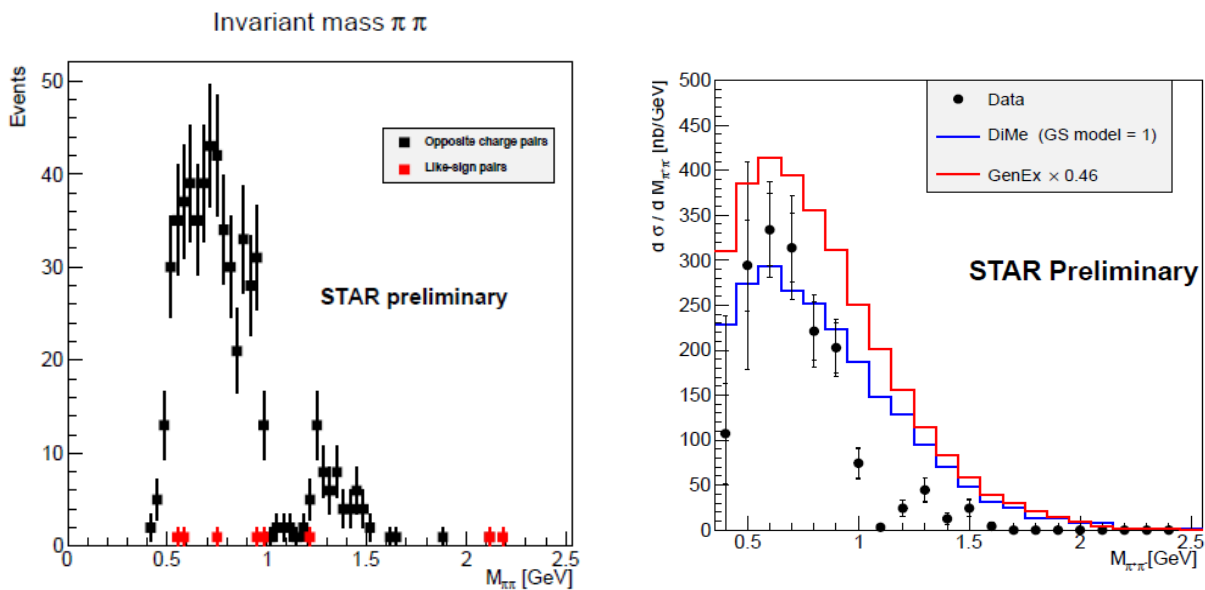 Invariant mass π π
Events
50
40
30
20
10
0
0
0.5
1
1.5
2
2.5
M_ππ [GeV]
Opposite charge pairs
Like-sign pairs
STAR preliminary
d σ / d M_π⁺π⁻ [nb/GeV]
500
450
400
350
300
250
200
150
100
50
0
0.5
1
1.5
2
2.5
M_π⁺π⁻ [GeV]
Data
DiMe (GS model = 1)
GenEx × 0.46
STAR Preliminary